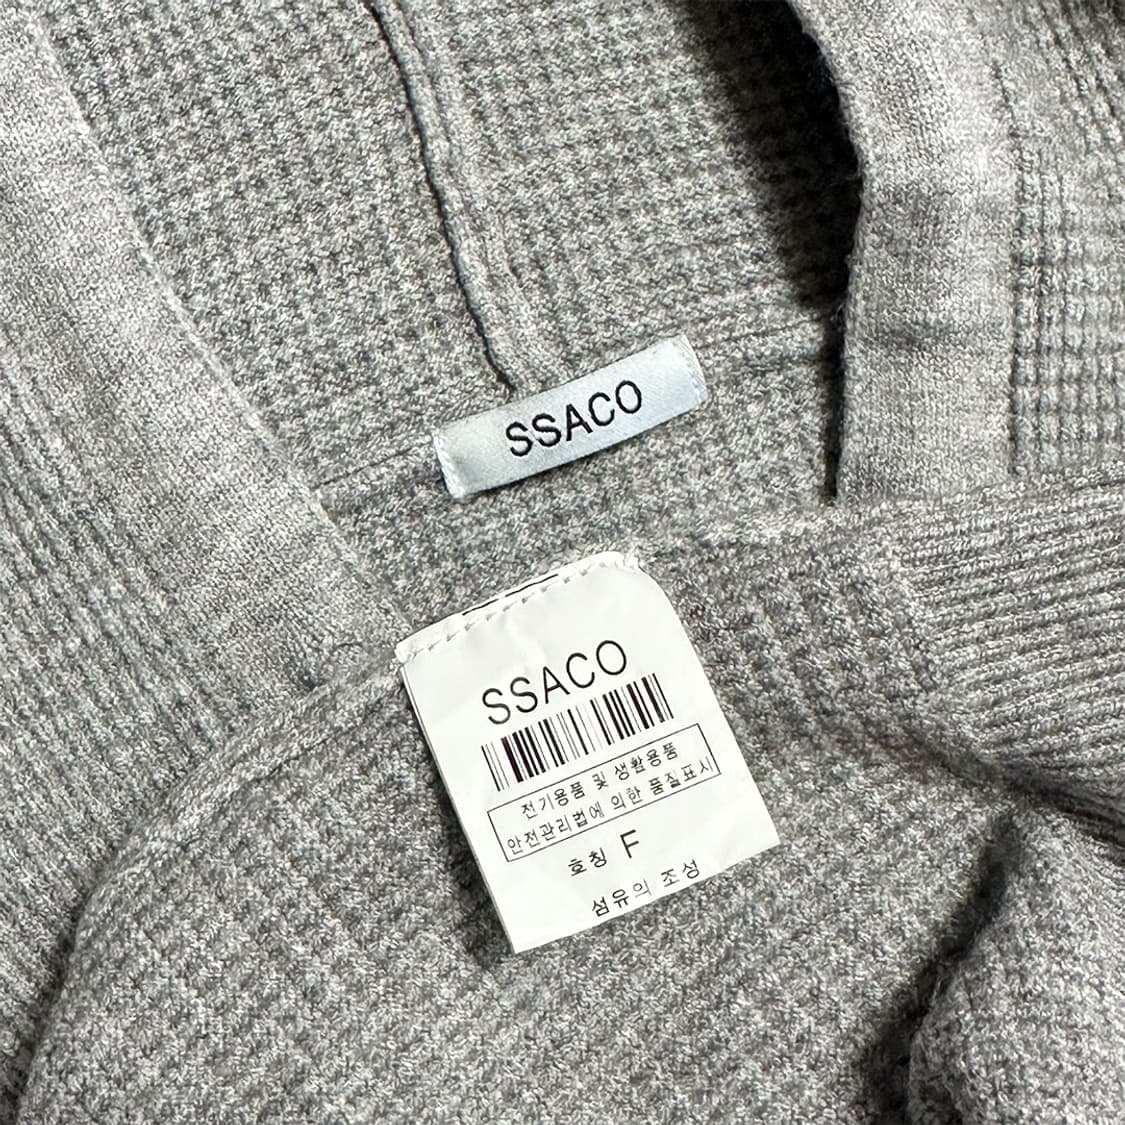 SSACO
SSACO
전기용품 및 생활용품
안전관리법에 의한 품질표시
호칭 F
섬유의 조성